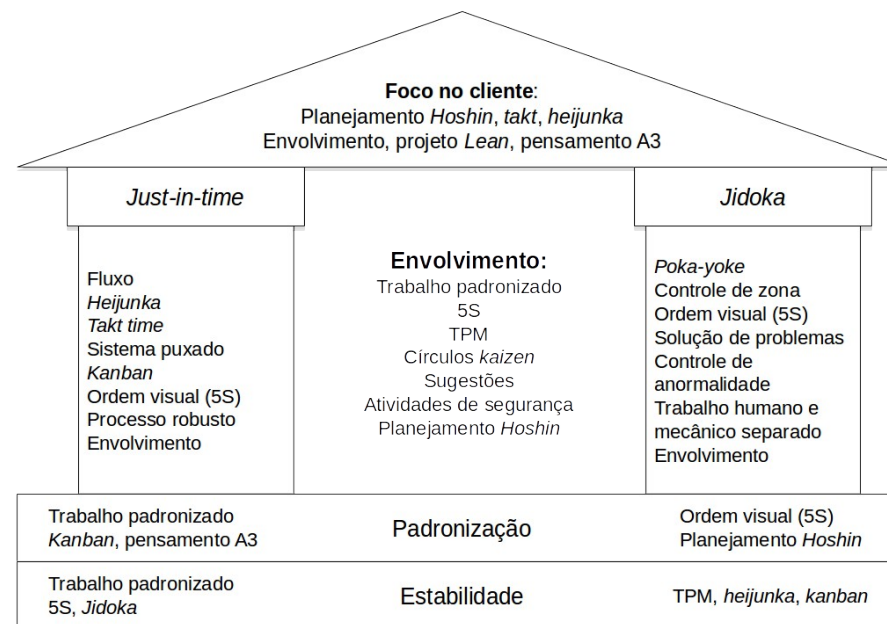 Foco no cliente:
Planejamento Hoshin, takt, heijunka
Envolvimento, projeto Lean, pensamento A3
Just-in-time
Fluxo
Heijunka
Takt time
Sistema puxado
Kanban
Ordem visual (5S)
Processo robusto
Envolvimento
Envolvimento:
Trabalho padronizado
5S
TPM
Círculos kaizen
Sugestões
Atividades de segurança
Planejamento Hoshin
Jidoka
Poka-yoke
Controle de zona
Ordem visual (5S)
Solução de problemas
Controle de
anormalidade
Trabalho humano e
mecânico separado
Envolvimento
Trabalho padronizado
Kanban, pensamento A3
Padronização
Ordem visual (5S)
Planejamento Hoshin
Trabalho padronizado
5S, Jidoka
Estabilidade
TPM, heijunka, kanban